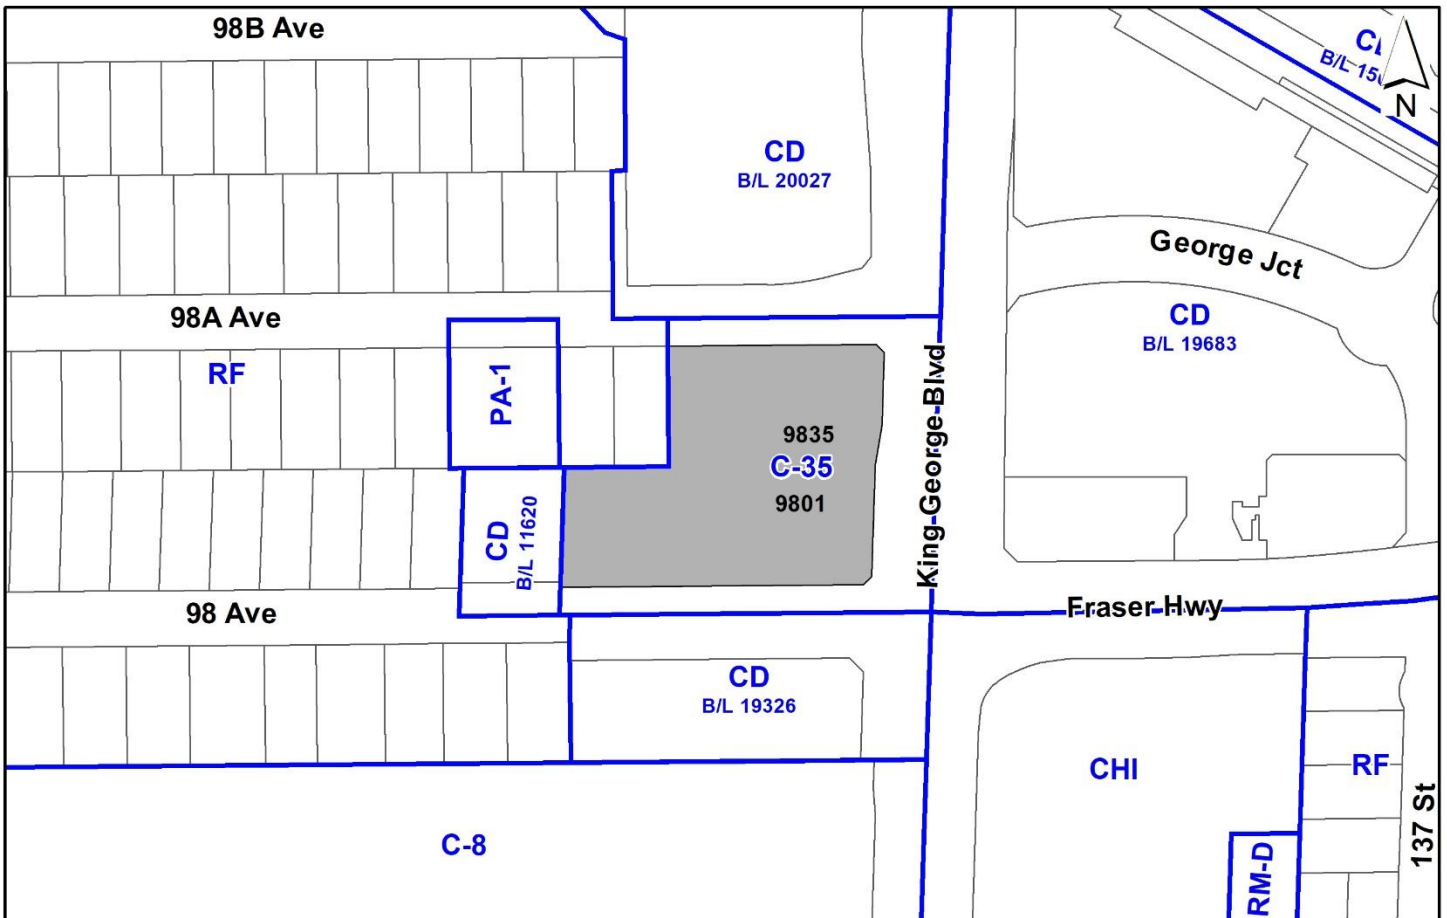 98B Ave
CD
B/L 20027
N
George Jct
98A Ave
CD
B/L 19683
RF
PA-1
King George Blvd
9835
C-35
9801
CD
B/L 11620
98 Ave
Fraser Hwy
CD
B/L 19326
CHI
RF
137 St
C-8
RM-D